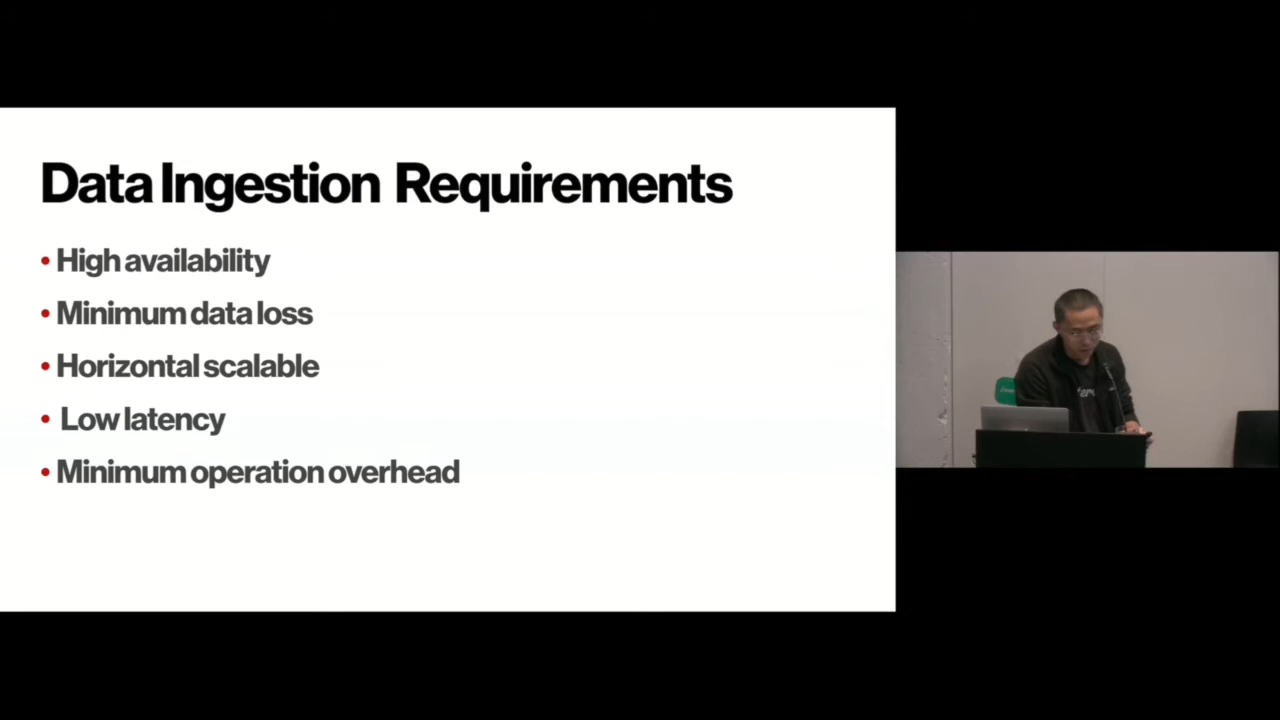 Data Ingestion Requirements
• High availability
• Minimum data loss
• Horizontal scalable
• Low latency
• Minimum operation overhead